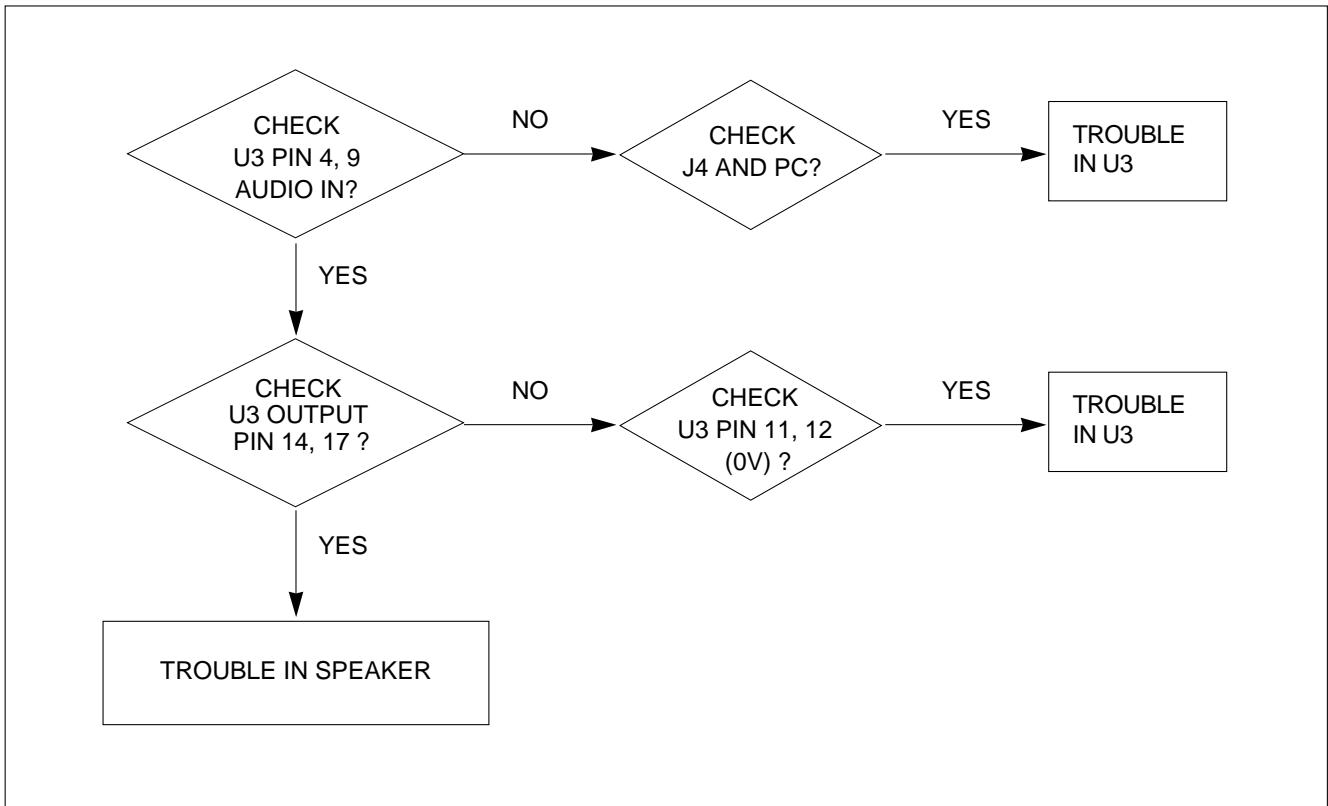 CHECK
U3 PIN 4, 9
AUDIO IN?
NO
CHECK
J4 AND PC?
YES
TROUBLE
IN U3
YES
CHECK
U3 OUTPUT
PIN 14, 17 ?
NO
CHECK
U3 PIN 11, 12
(0V) ?
YES
TROUBLE
IN U3
YES
TROUBLE IN SPEAKER